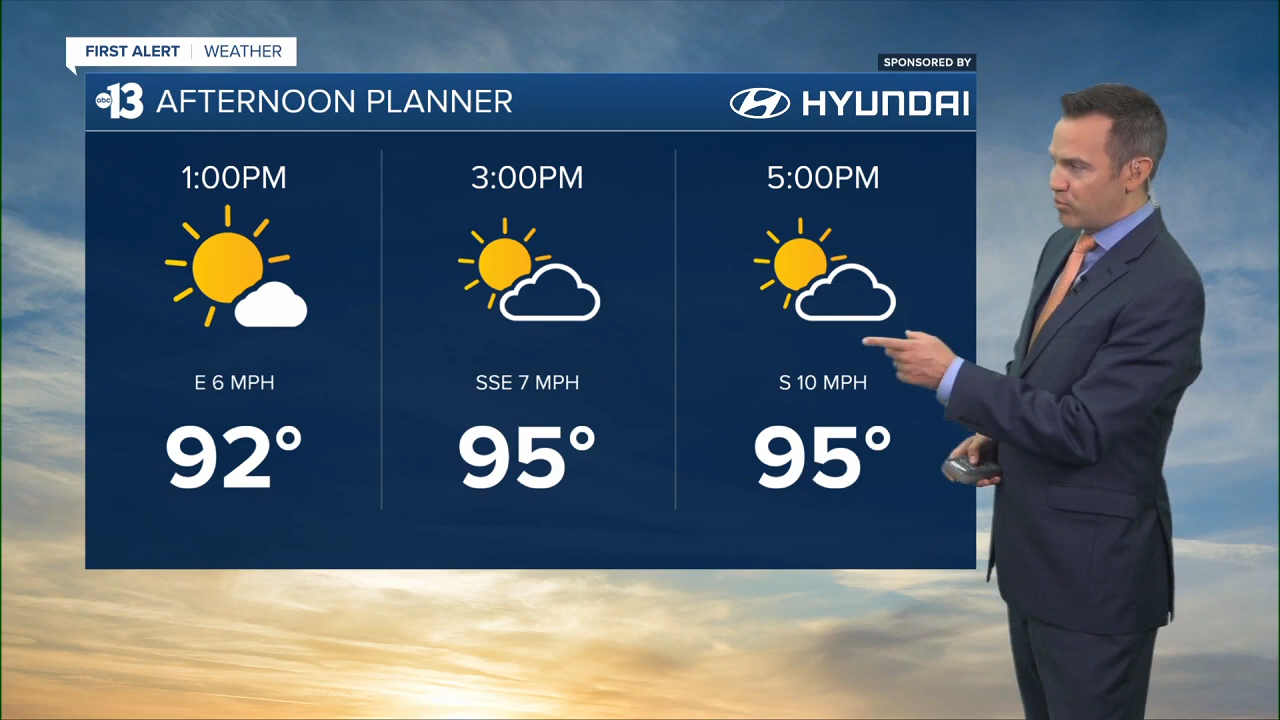 FIRST ALERT | WEATHER
SPONSORED BY
abc 13 AFTERNOON PLANNER
HYUNDAI
1:00PM
3:00PM
5:00PM
E 6 MPH
SSE 7 MPH
S 10 MPH
92°
95°
95°